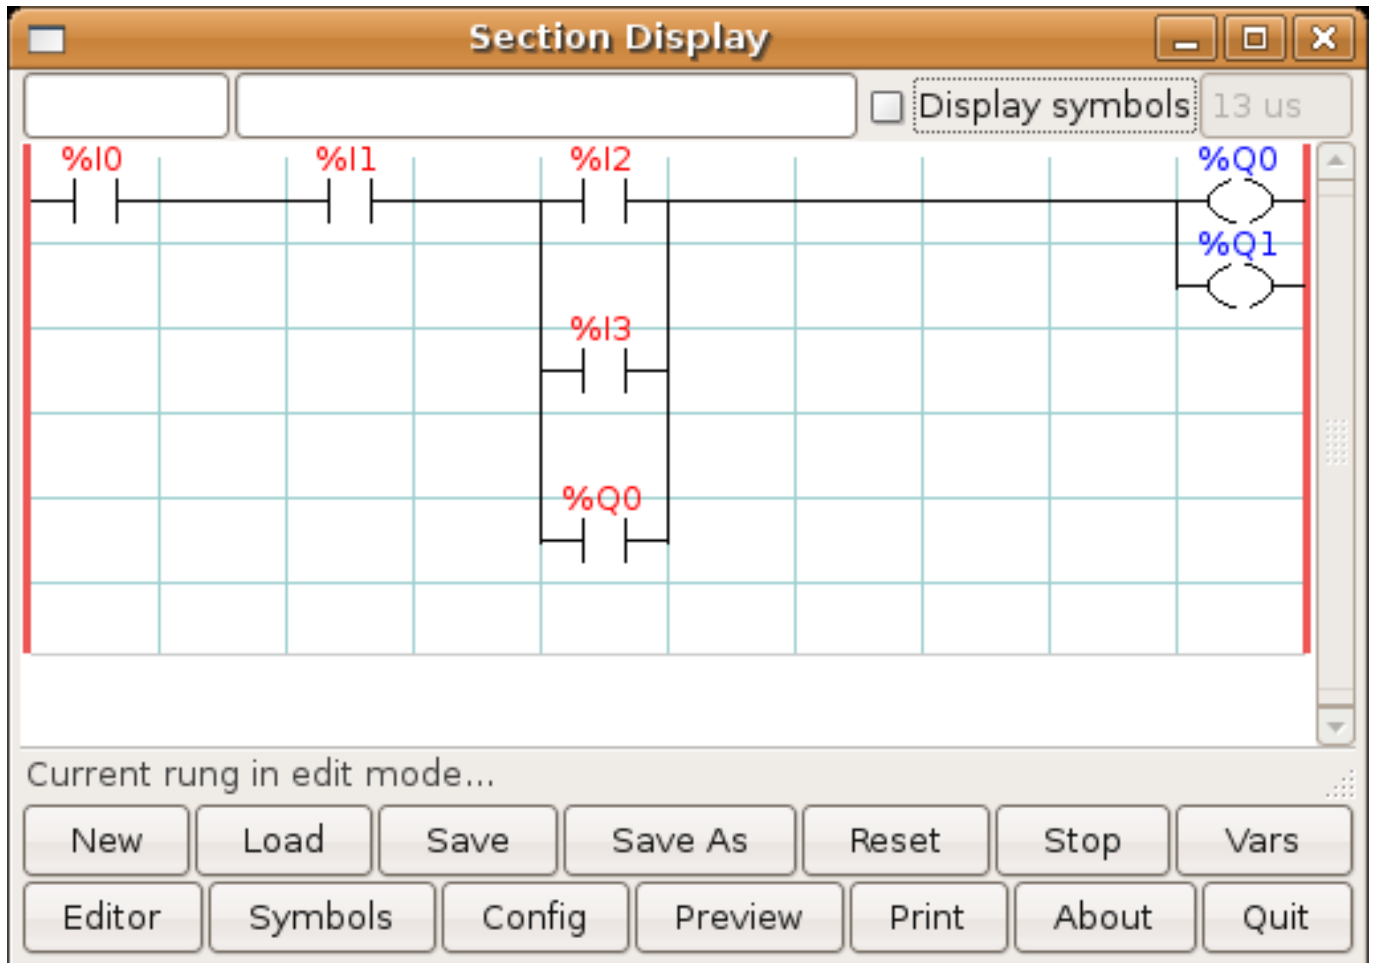 Section Display
Display symbols 13 us
%I0 %I1 %I2 %Q0
%Q1
%I3
%Q0
Current rung in edit mode...
New Load Save Save As Reset Stop Vars
Editor Symbols Config Preview Print About Quit